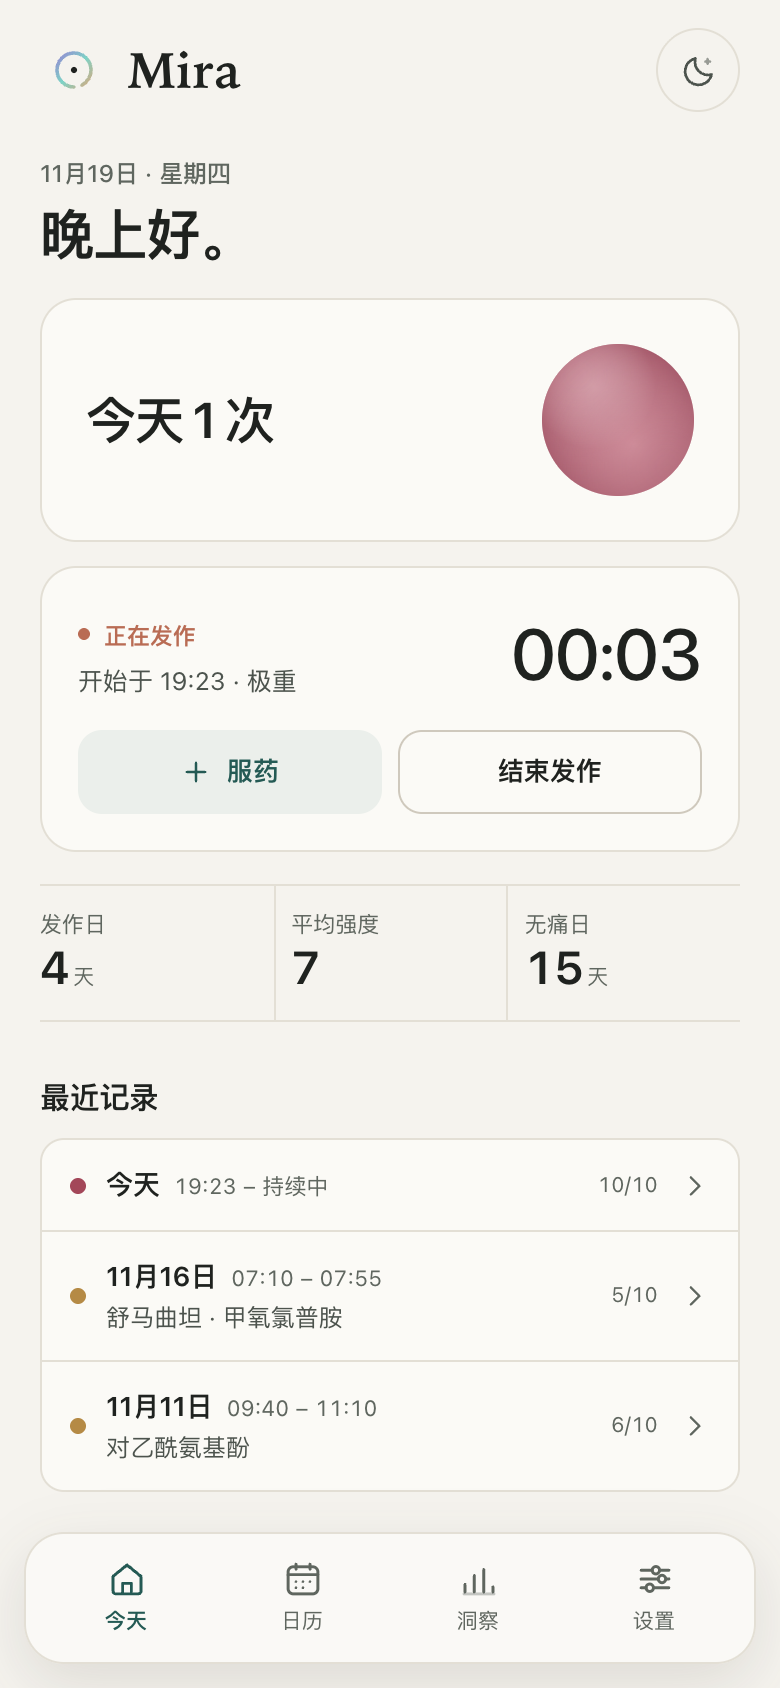 Mira
11月19日 · 星期四
晚上好。
今天 1 次
正在发作
00:03
开始于 19:23 · 极重
服药
结束发作
发作日
平均强度
无痛日
4天
7
15天
最近记录
今天 19:23 – 持续中 10/10
11月16日 07:10 – 07:55 5/10
舒马曲坦 · 甲氧氯普胺
11月11日 09:40 – 11:10 6/10
对乙酰氨基酚
今天
日历
洞察
设置